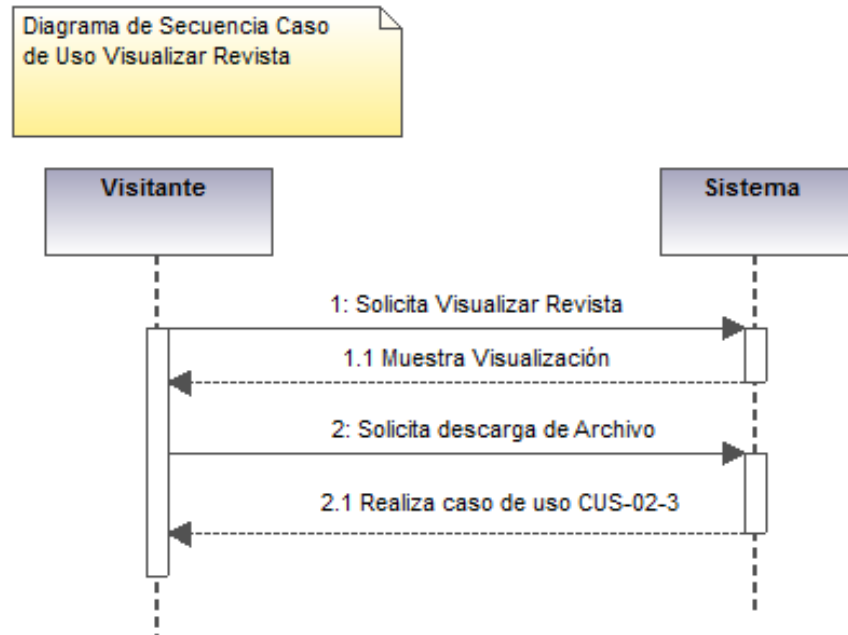 Diagrama de Secuencia Caso
de Uso Visualizar Revista
Visitante
Sistema
1: Solicita Visualizar Revista
1.1 Muestra Visualización
2: Solicita descarga de Archivo
2.1 Realiza caso de uso CUS-02-3